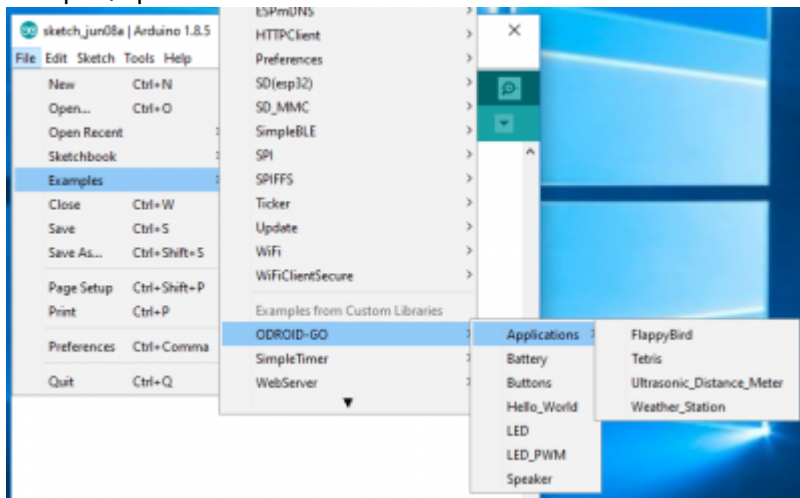 sketch_jun08a | Arduino 1.8.5
File Edit Sketch Tools Help
New Ctrl+N
Open... Ctrl+O
Open Recent
Sketchbook
Examples
Close Ctrl+W
Save Ctrl+S
Save As... Ctrl+Shift+S
Page Setup Ctrl+Shift+P
Print Ctrl+P
Preferences Ctrl+Comma
Quit Ctrl+Q
ESPmDNS
HTTPClient
Preferences
SD(esp32)
SD_MMC
SimpleBLE
SPI
SPIFFS
Ticker
Update
WiFi
WiFiClientSecure
Examples from Custom Libraries
ODROID-GO
SimpleTimer
WebServer
Applications
Battery
Buttons
Hello_World
LED
LED_PWM
Speaker
FlappyBird
Tetris
Ultrasonic_Distance_Meter
Weather_Station